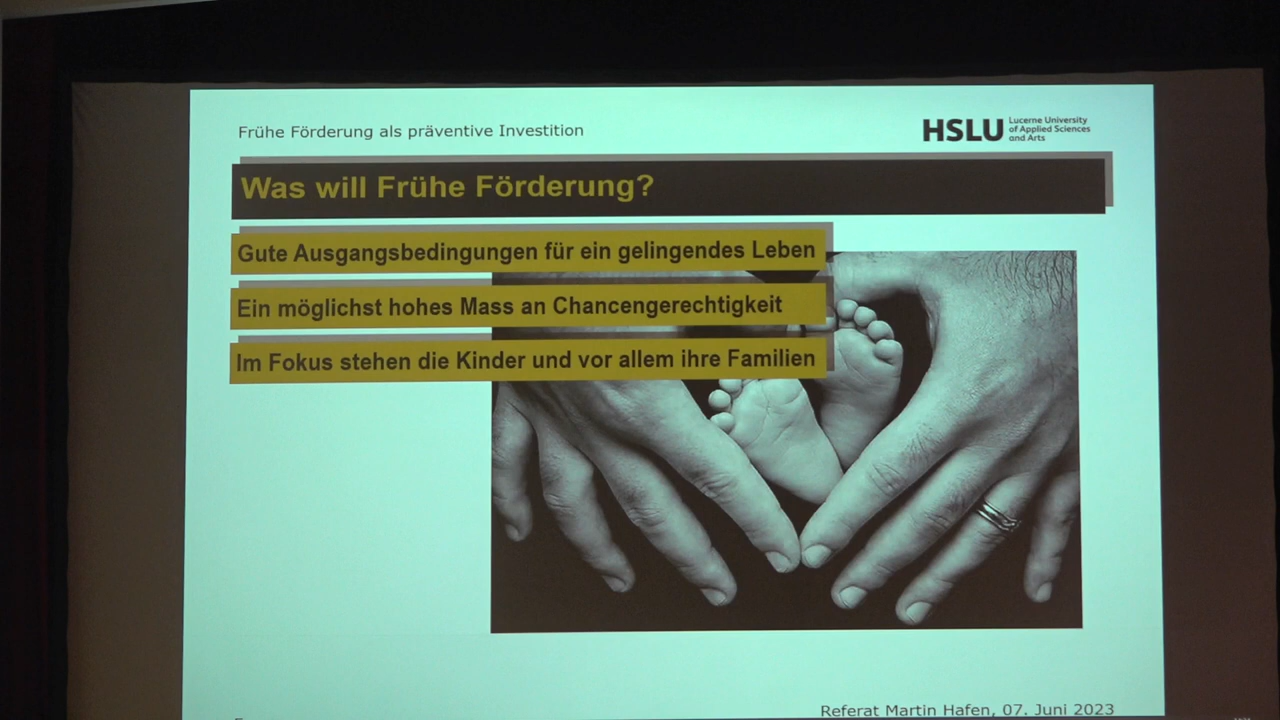 Frühe Förderung als präventive Investition
HSLU
Lucerne University
of Applied Sciences
and Arts
Was will Frühe Förderung?
Gute Ausgangsbedingungen für ein gelingendes Leben
Ein möglichst hohes Mass an Chancengerechtigkeit
Im Fokus stehen die Kinder und vor allem ihre Familien
Referat Martin Hafen, 07. Juni 2023